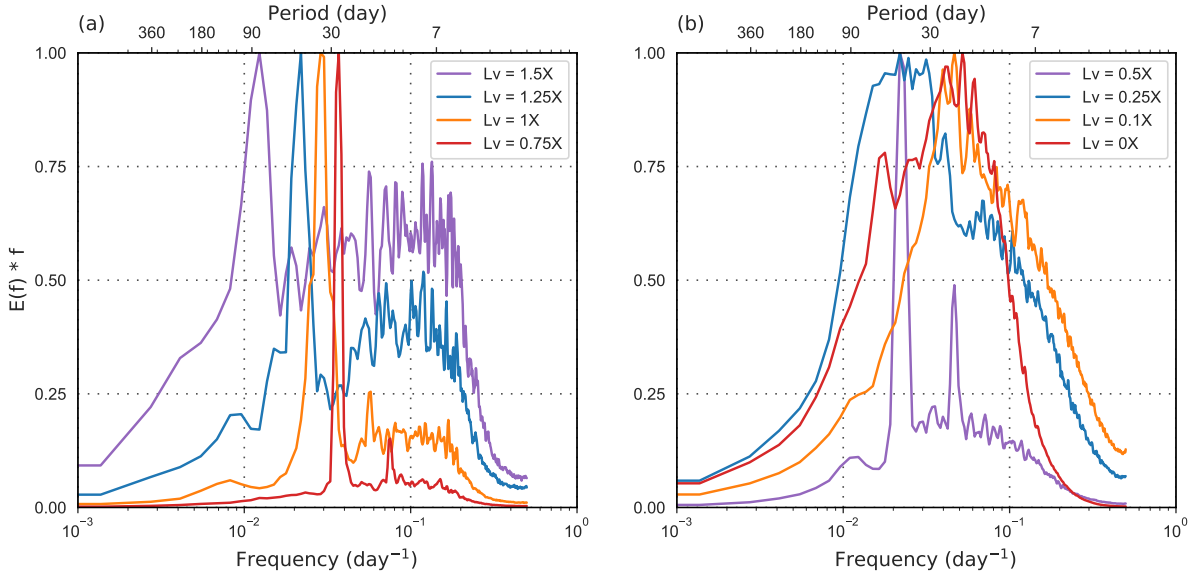 (a)
Period (day)
360 180 90 30 7
1.00
0.75
0.50
0.25
0.00
E(f) * f
Lv = 1.5X
Lv = 1.25X
Lv = 1X
Lv = 0.75X
10⁻³ 10⁻² 10⁻¹ 10⁰
Frequency (day⁻¹)
(b)
Period (day)
360 180 90 30 7
1.00
0.75
0.50
0.25
0.00
Lv = 0.5X
Lv = 0.25X
Lv = 0.1X
Lv = 0X
10⁻³ 10⁻² 10⁻¹ 10⁰
Frequency (day⁻¹)